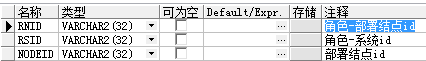 名称 类型 可为空 Default/Expr. 存储 注释
RNID VARCHAR2(32) ... 角色-部署结点id
RSID VARCHAR2(32) ... 角色-系统id
NODEID VARCHAR2(32) ... 部署结点id